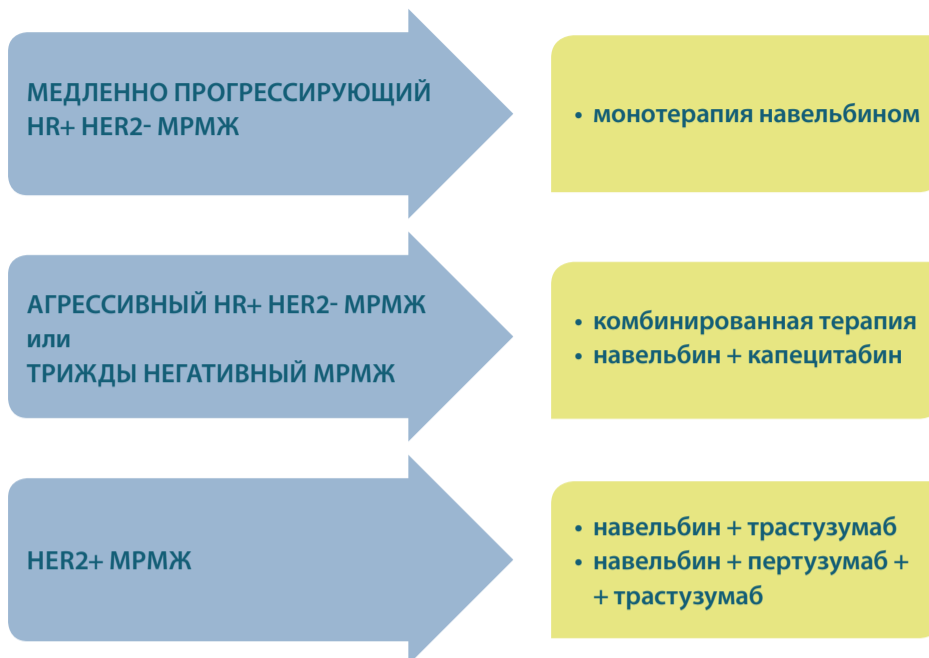 МЕДЛЕННО ПРОГРЕССИРУЮЩИЙ
HR+ HER2- МРМЖ
• монотерапия навельбином
АГРЕССИВНЫЙ HR+ HER2- МРМЖ
или
ТРИЖДЫ НЕГАТИВНЫЙ МРМЖ
• комбинированная терапия
• навельбин + капецитабин
HER2+ МРМЖ
• навельбин + трастузумаб
• навельбин + пертузумаб +
+ трастузумаб